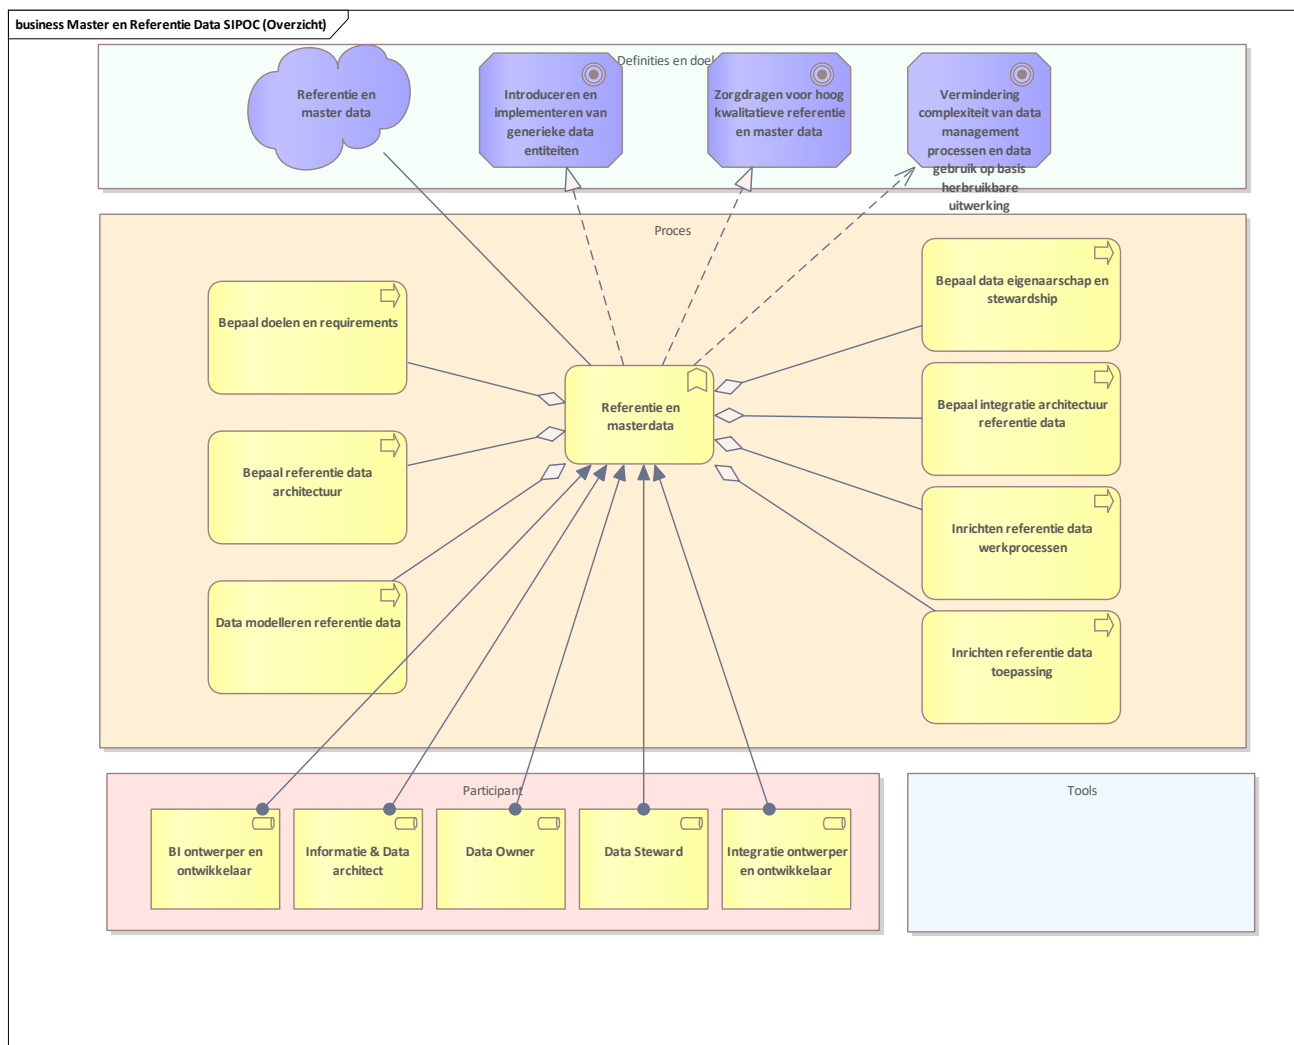 business Master en Referentie Data SIPOC (Overzicht)
Definities en doel
Referentie en
master data
Introduceren en
implementeren van
generieke data
entiteiten
Zorgdragen voor hoog
kwalitatieve referentie
en master data
Vermindering
complexiteit van data
management
processen en data
gebruik op basis
herbruikbare
uitwerking
Proces
Bepaal doelen en requirements
Bepaal referentie data
architectuur
Data modelleren referentie data
Referentie en
masterdata
Bepaal data eigenaarschap en
stewardship
Bepaal integratie architectuur
referentie data
Inrichten referentie data
werkprocessen
Inrichten referentie data
toepassing
Participant
BI ontwerper en
ontwikkelaar
Informatie & Data
architect
Data Owner
Data Steward
Integratie ontwerper
en ontwikkelaar
Tools